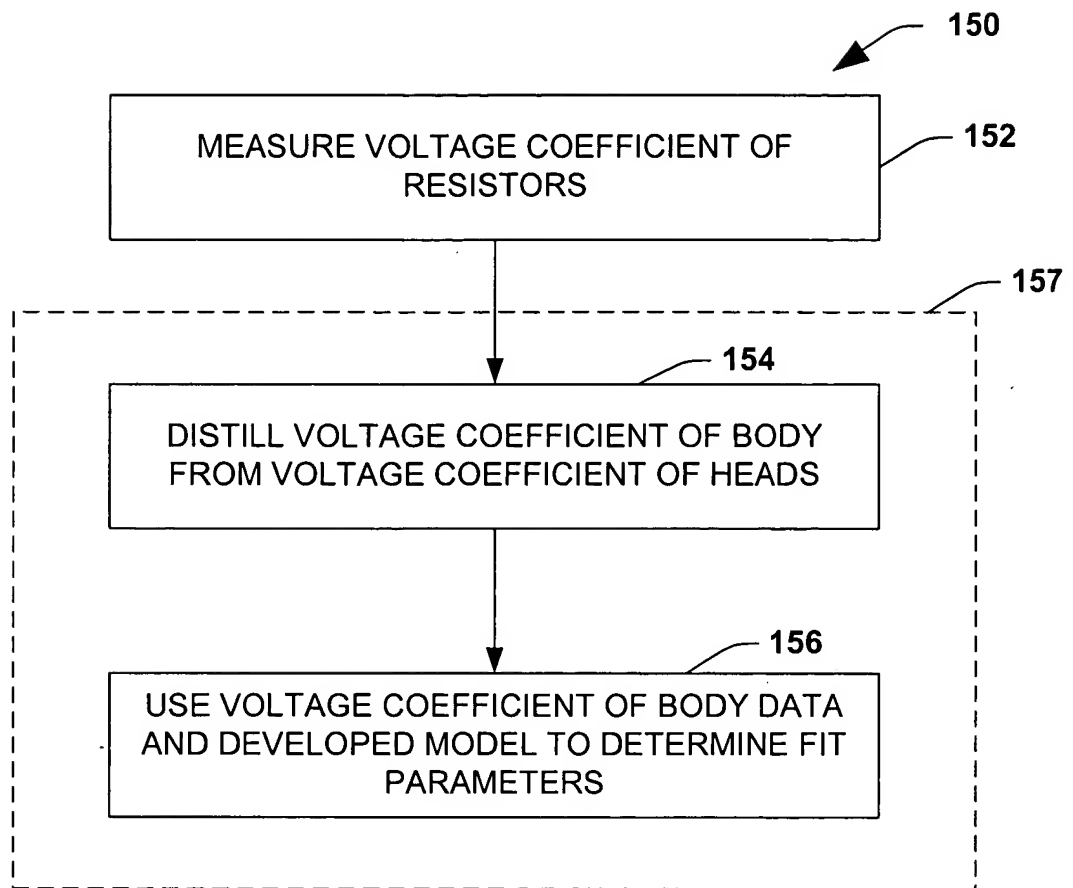 150
MEASURE VOLTAGE COEFFICIENT OF
RESISTORS
152
157
154
DISTILL VOLTAGE COEFFICIENT OF BODY
FROM VOLTAGE COEFFICIENT OF HEADS
156
USE VOLTAGE COEFFICIENT OF BODY DATA
AND DEVELOPED MODEL TO DETERMINE FIT
PARAMETERS